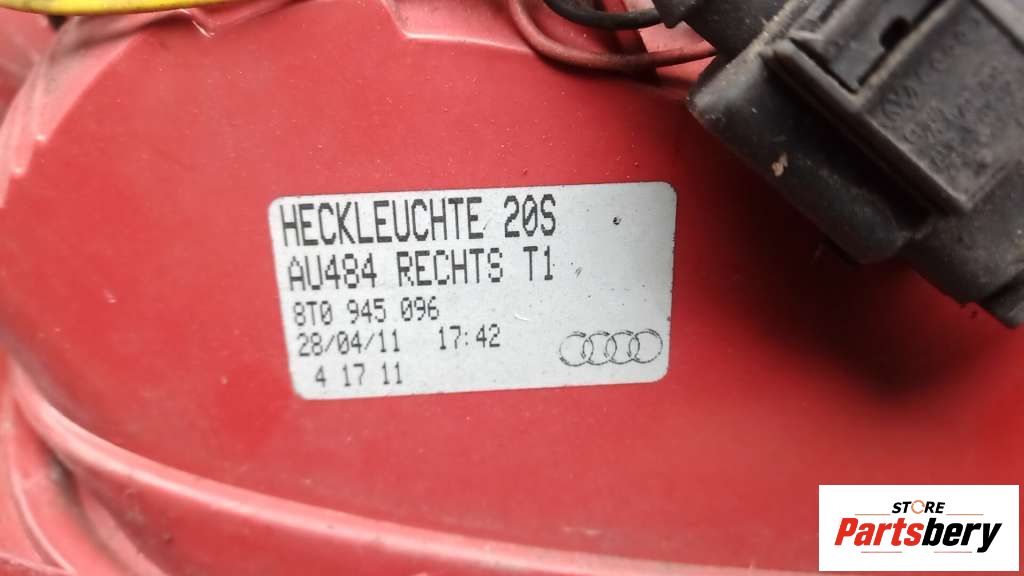 HECKLEUCHTE 20S
AU484 RECHTS T1
8T0 945 096
28/04/11 17:42
4 17 11
STORE
Partsbery